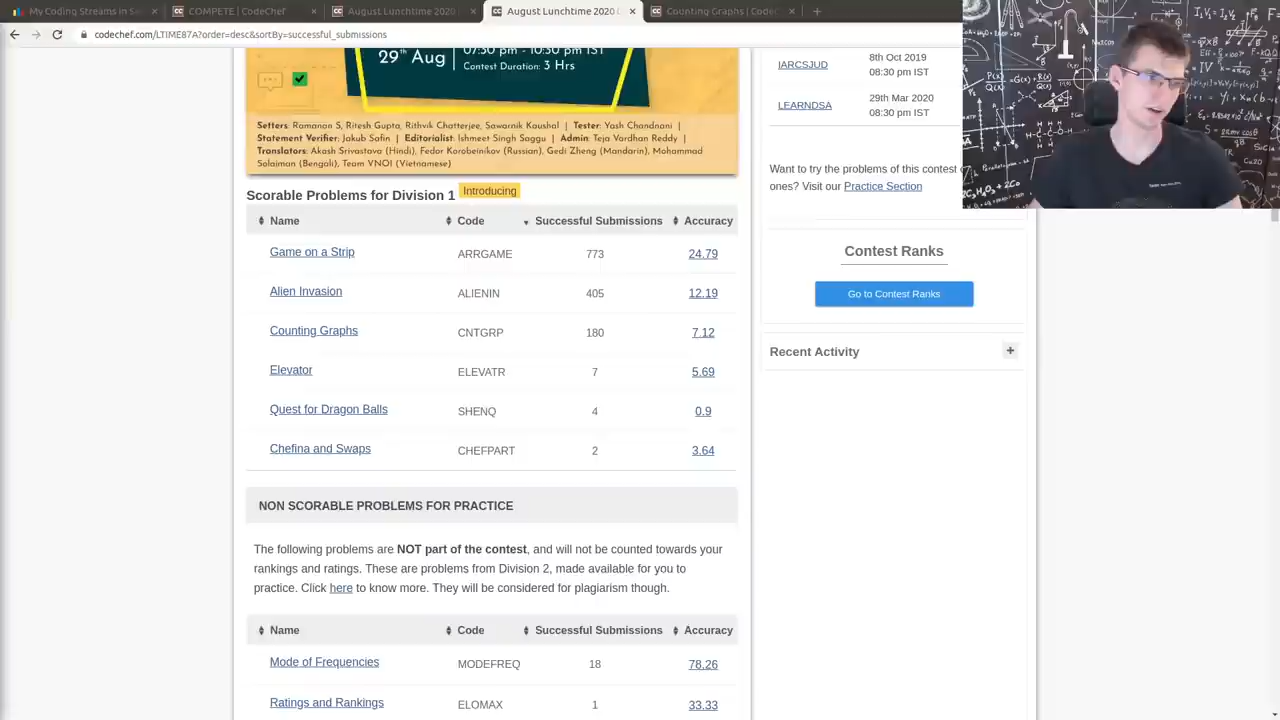 My Coding Streams in Se
COMPETE | CodeChef
August Lunchtime 2020
August Lunchtime 2020
Counting Graphs | CodeC
codechef.com/LTIME87A?order=desc&sortBy=successful_submissions
29th Aug
07:30 pm - 10:30 pm IST
Contest Duration: 3 Hrs
Setters: Ramanan S, Ritesh Gupta, Rithvik Chatterjee, Sawarnik Kaushal | Tester: Yash Chandnani |
Statement Verifier: Jakub Safin | Editorialist: Ishmeet Singh Saggu | Admin: Teja Vardhan Reddy |
Translators: Akash Srivastava (Hindi), Fedor Korobeinikov (Russian), Gedi Zheng (Mandarin), Mohammad
Solaiman (Bengali), Team VNOI (Vietnamese)
Scorable Problems for Division 1 Introducing
Name Code Successful Submissions Accuracy
Game on a Strip ARRGAME 773 24.79
Alien Invasion ALIENIN 405 12.19
Counting Graphs CNTGRP 180 7.12
Elevator ELEVATR 7 5.69
Quest for Dragon Balls SHENQ 4 0.9
Chefina and Swaps CHEFPART 2 3.64
NON SCORABLE PROBLEMS FOR PRACTICE
The following problems are NOT part of the contest, and will not be counted towards your
rankings and ratings. These are problems from Division 2, made available for you to
practice. Click here to know more. They will be considered for plagiarism though.
Name Code Successful Submissions Accuracy
Mode of Frequencies MODEFREQ 18 78.26
Ratings and Rankings ELOMAX 1 33.33
IARCSJUD
8th Oct 2019
08:30 pm IST
LEARNDSA
29th Mar 2020
08:30 pm IST
Want to try the problems of this contest
ones? Visit our Practice Section
Contest Ranks
Go to Contest Ranks
Recent Activity